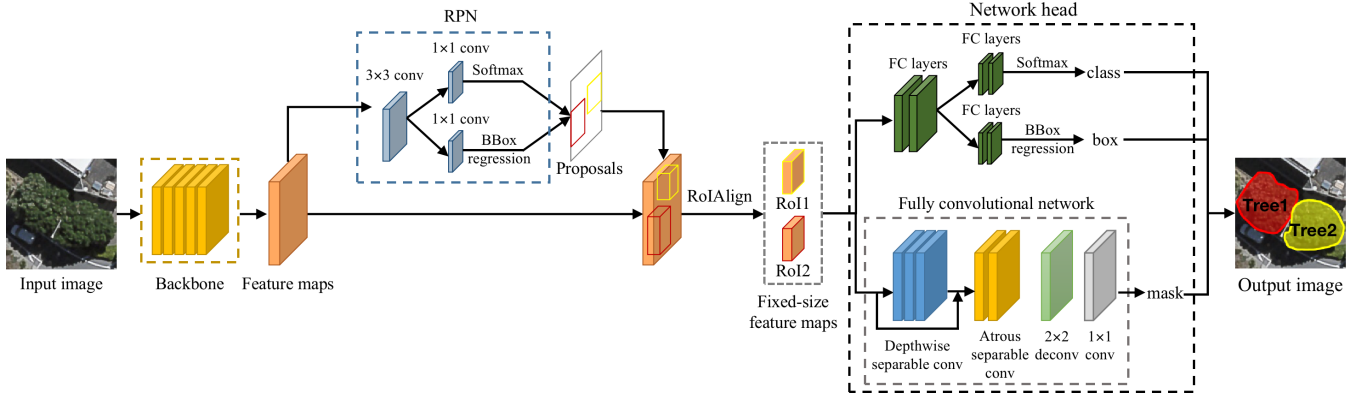 RPN
3×3 conv
1×1 conv
Softmax
1×1 conv
BBox
regression
Proposals
Input image
Backbone
Feature maps
RoIAlign
RoI1
RoI2
Fixed-size
feature maps
Network head
FC layers
FC layers
Softmax
class
FC layers
BBox
regression
box
Fully convolutional network
Depthwise
separable conv
Atrous
separable
conv
2×2
deconv
1×1
conv
mask
Tree1
Tree2
Output image